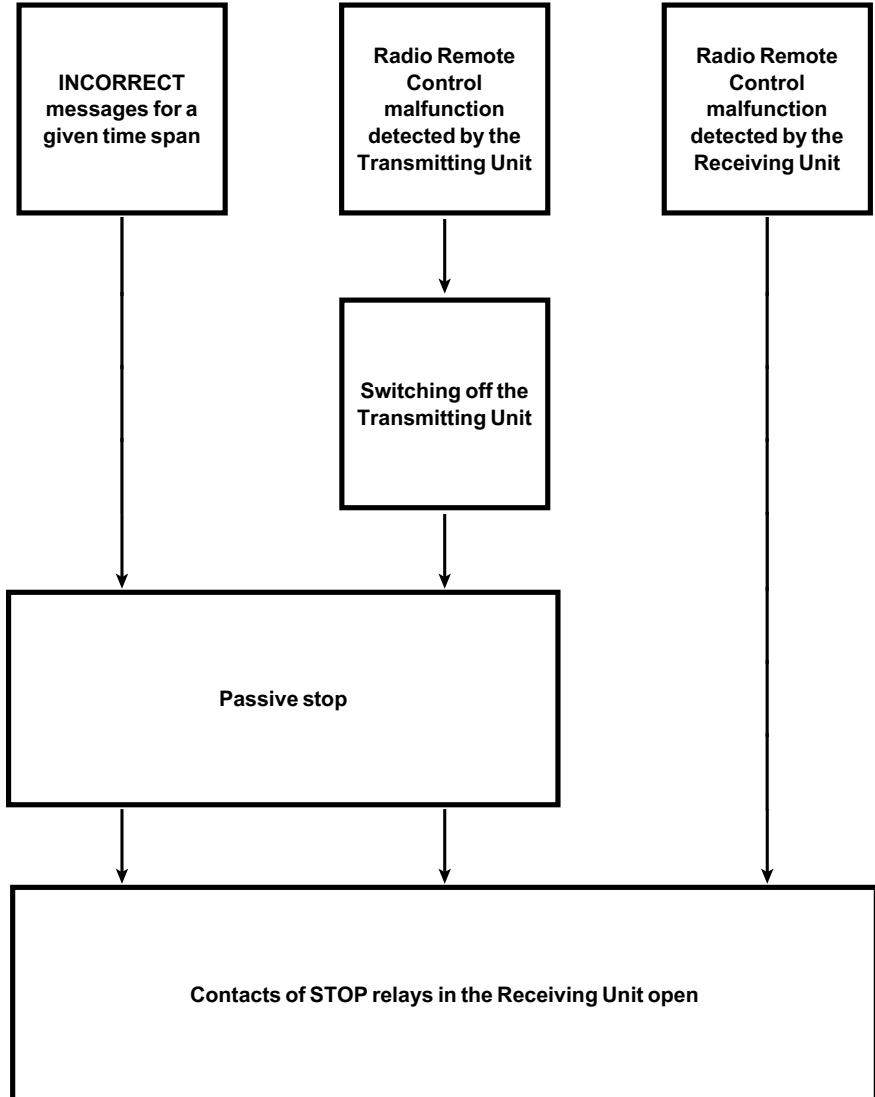 INCORRECT
messages for a
given time span
Radio Remote
Control
malfunction
detected by the
Transmitting Unit
Radio Remote
Control
malfunction
detected by the
Receiving Unit
Switching off the
Transmitting Unit
Passive stop
Contacts of STOP relays in the Receiving Unit open